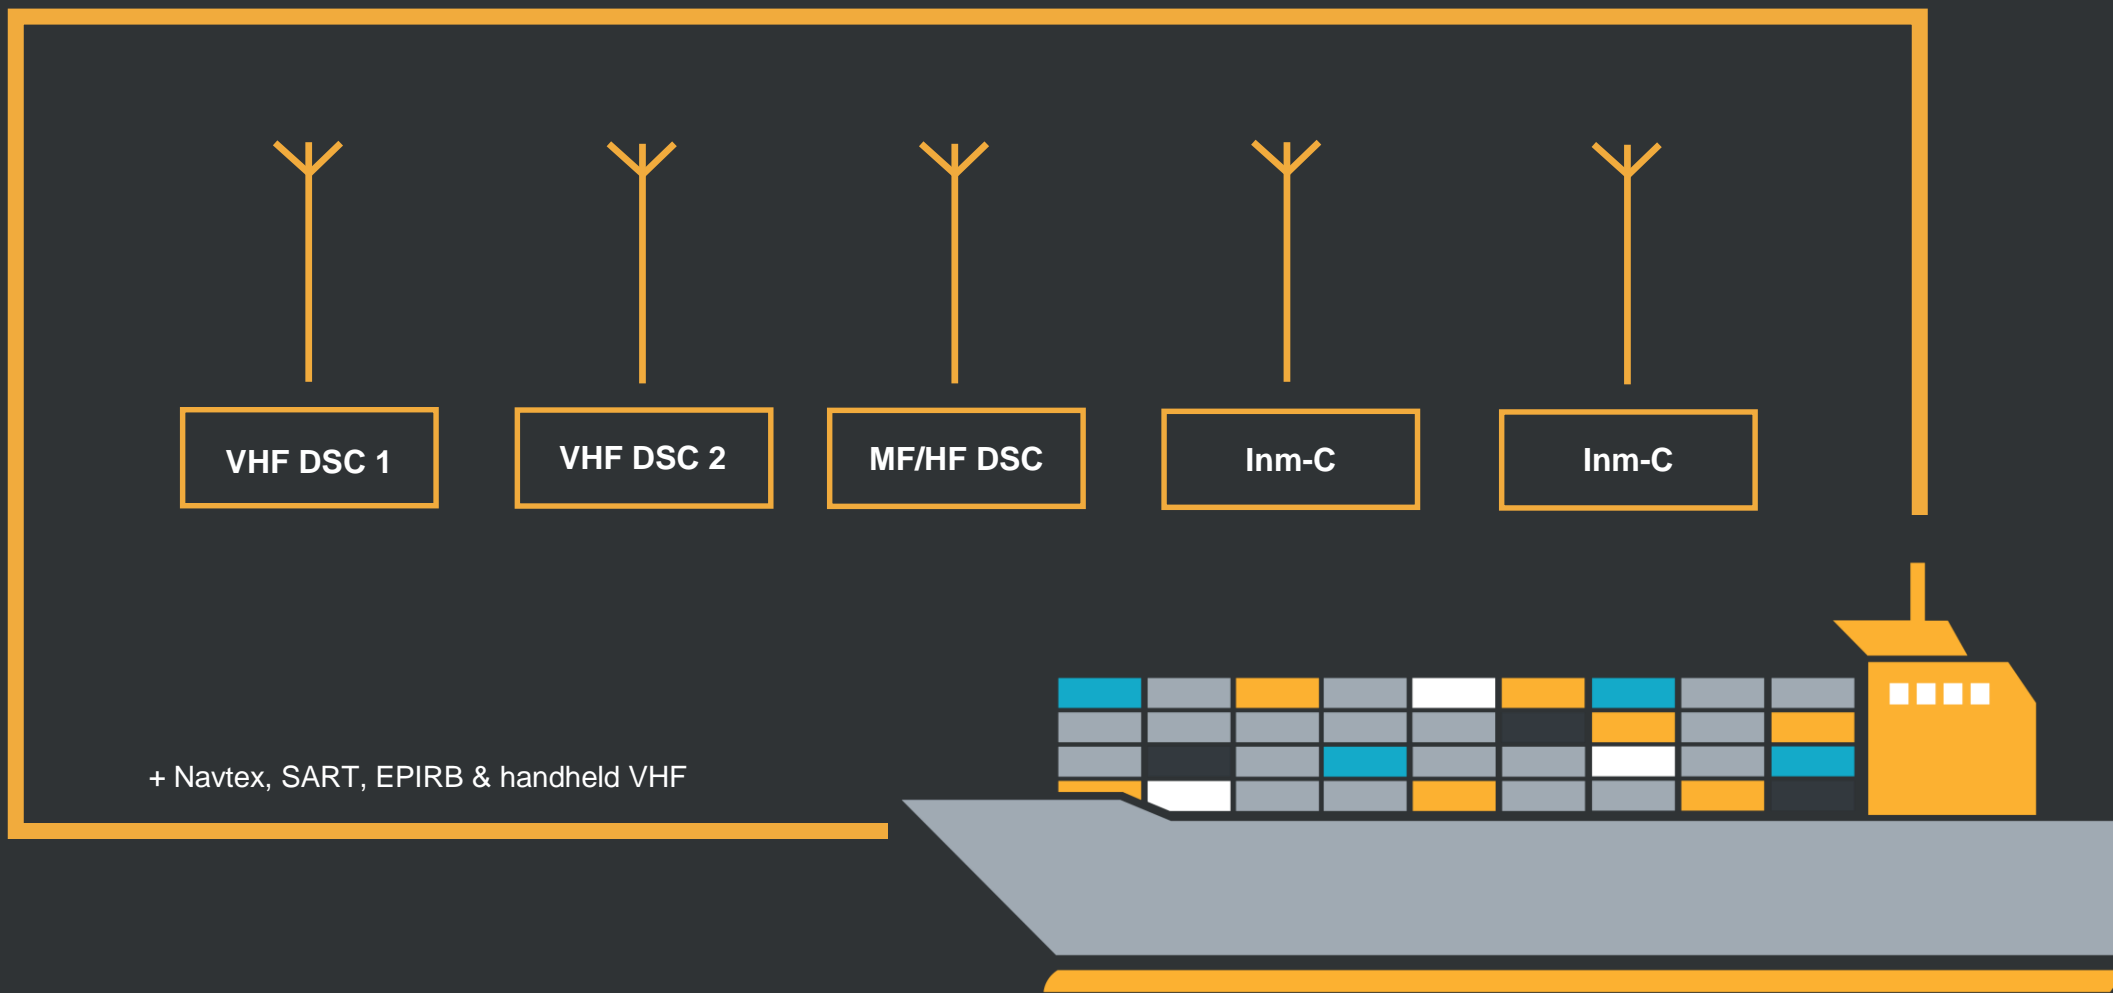 VHF DSC 1
VHF DSC 2
MF/HF DSC
Inm-C
Inm-C
+ Navtex, SART, EPIRB & handheld VHF